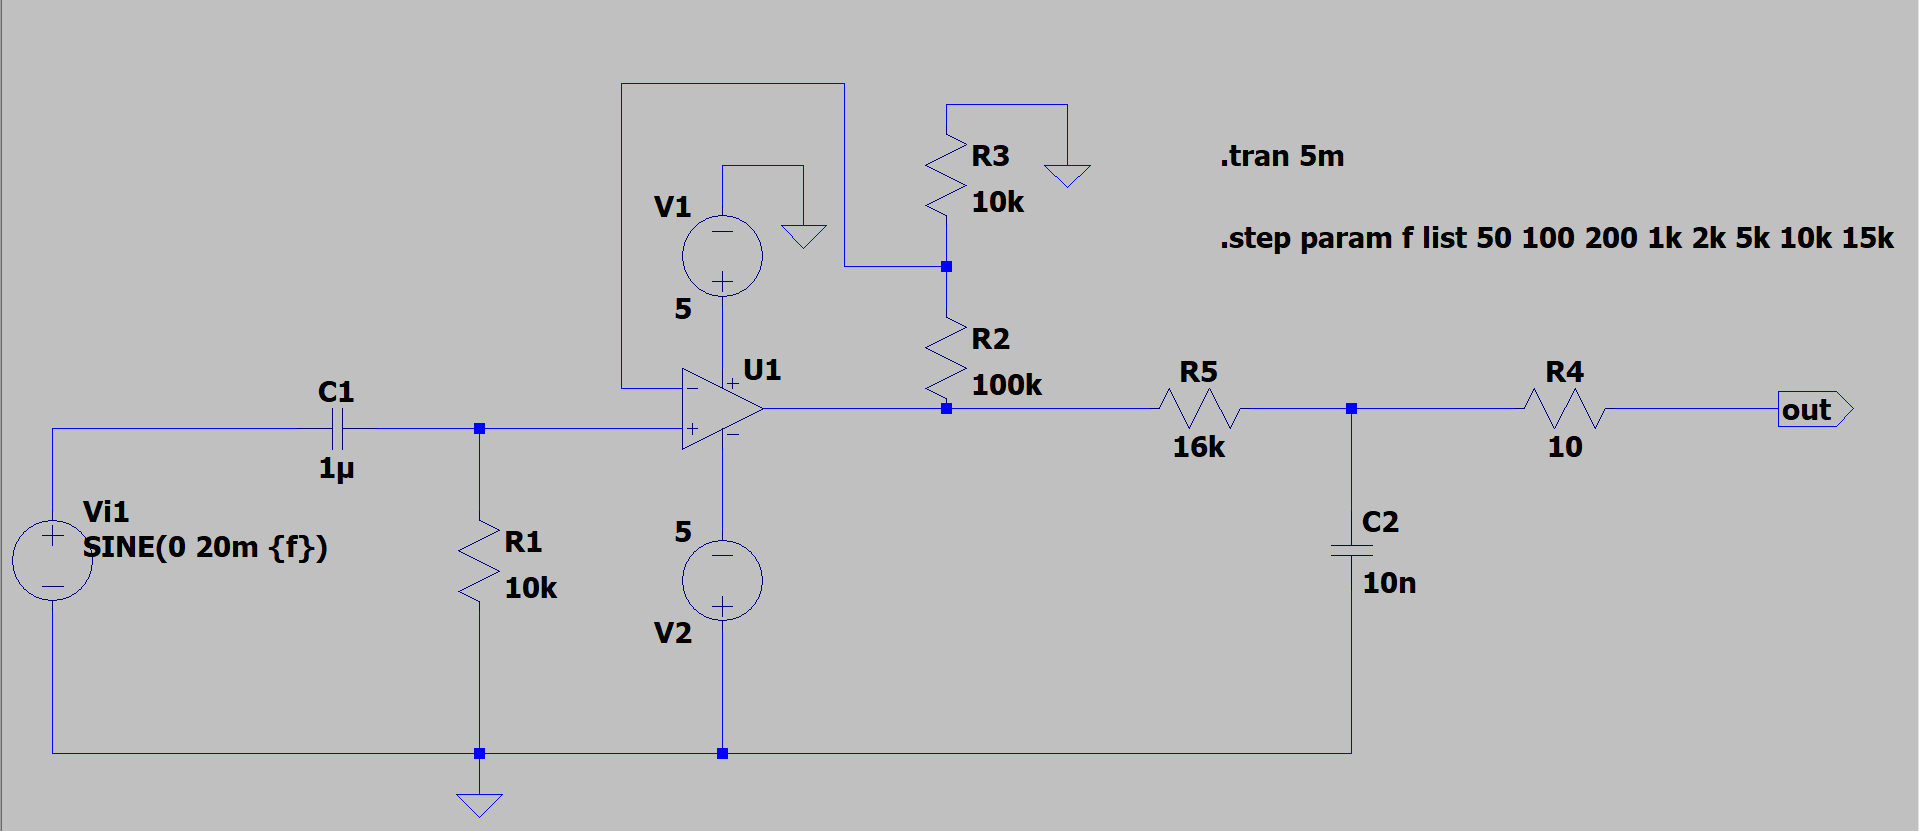 R3
10k
.tran 5m
V1
.step param f list 50 100 200 1k 2k 5k 10k 15k
5
R2
100k
U1
R5
16k
R4
10
out
C1
1µ
Vi1
SINE(0 20m {f})
R1
10k
5
V2
C2
10n